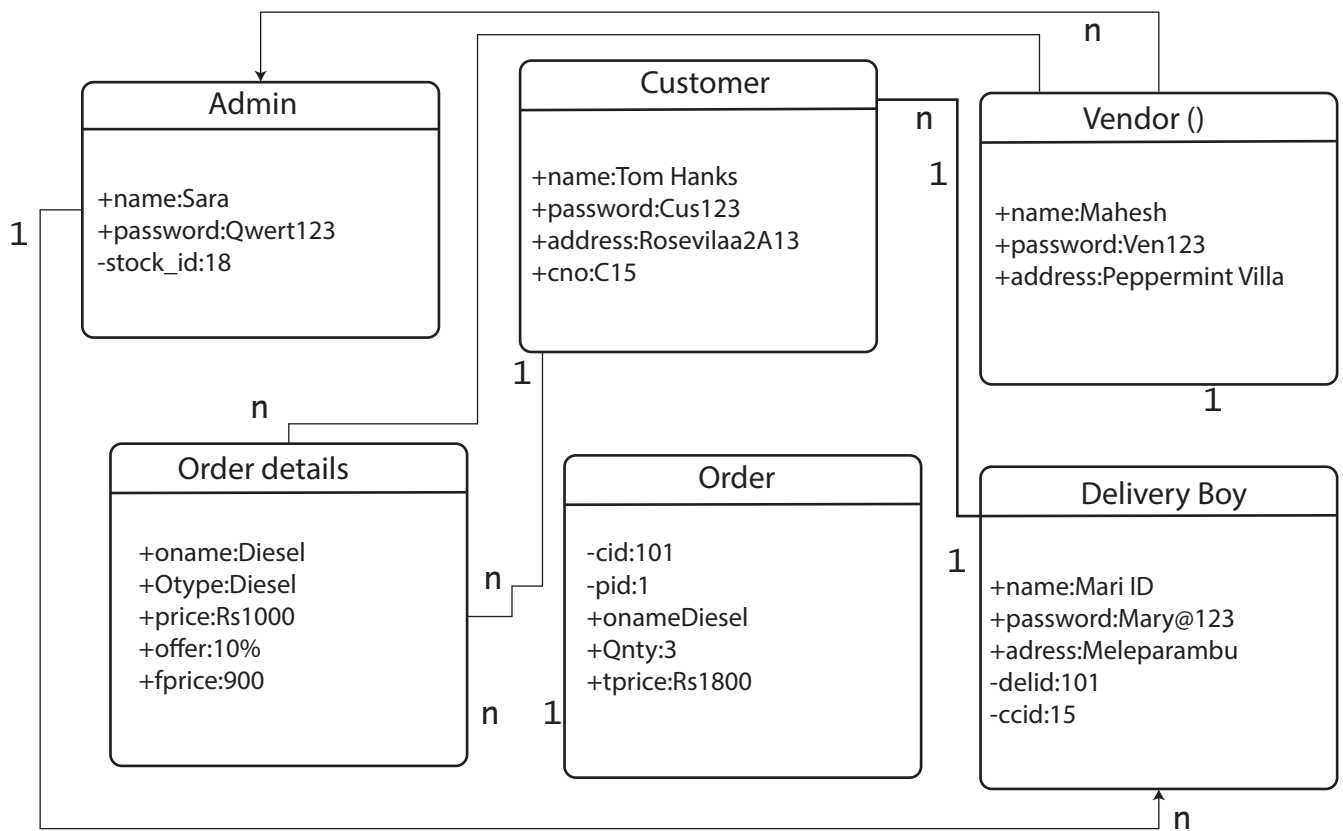 n
Admin
+name:Sara
+password:Qwert123
-stock_id:18
1
Customer
+name:Tom Hanks
+password:Cus123
+address:Rosevilaa2A13
+cno:C15
n
1
Vendor ()
+name:Mahesh
+password:Ven123
+address:Peppermint Villa
1
1
n
Order details
+oname:Diesel
+Otype:Diesel
+price:Rs1000
+offer:10%
+fprice:900
n
n
1
Order
-cid:101
-pid:1
+onameDiesel
+Qnty:3
+tprice:Rs1800
1
Delivery Boy
+name:Mari ID
+password:Mary@123
+adress:Meleparambu
-delid:101
-ccid:15
n